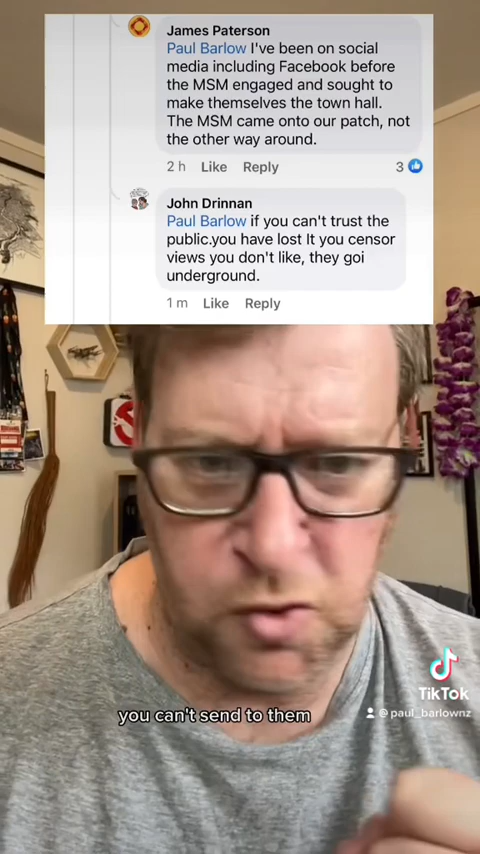 James Paterson
Paul Barlow I've been on social
media including Facebook before
the MSM engaged and sought to
make themselves the town hall.
The MSM came onto our patch, not
the other way around.
2 h Like Reply 3
John Drinnan
Paul Barlow if you can't trust the
public.you have lost It you censor
views you don't like, they goi
underground.
1 m Like Reply
you can't send to them
TikTok
@paul_barlownz